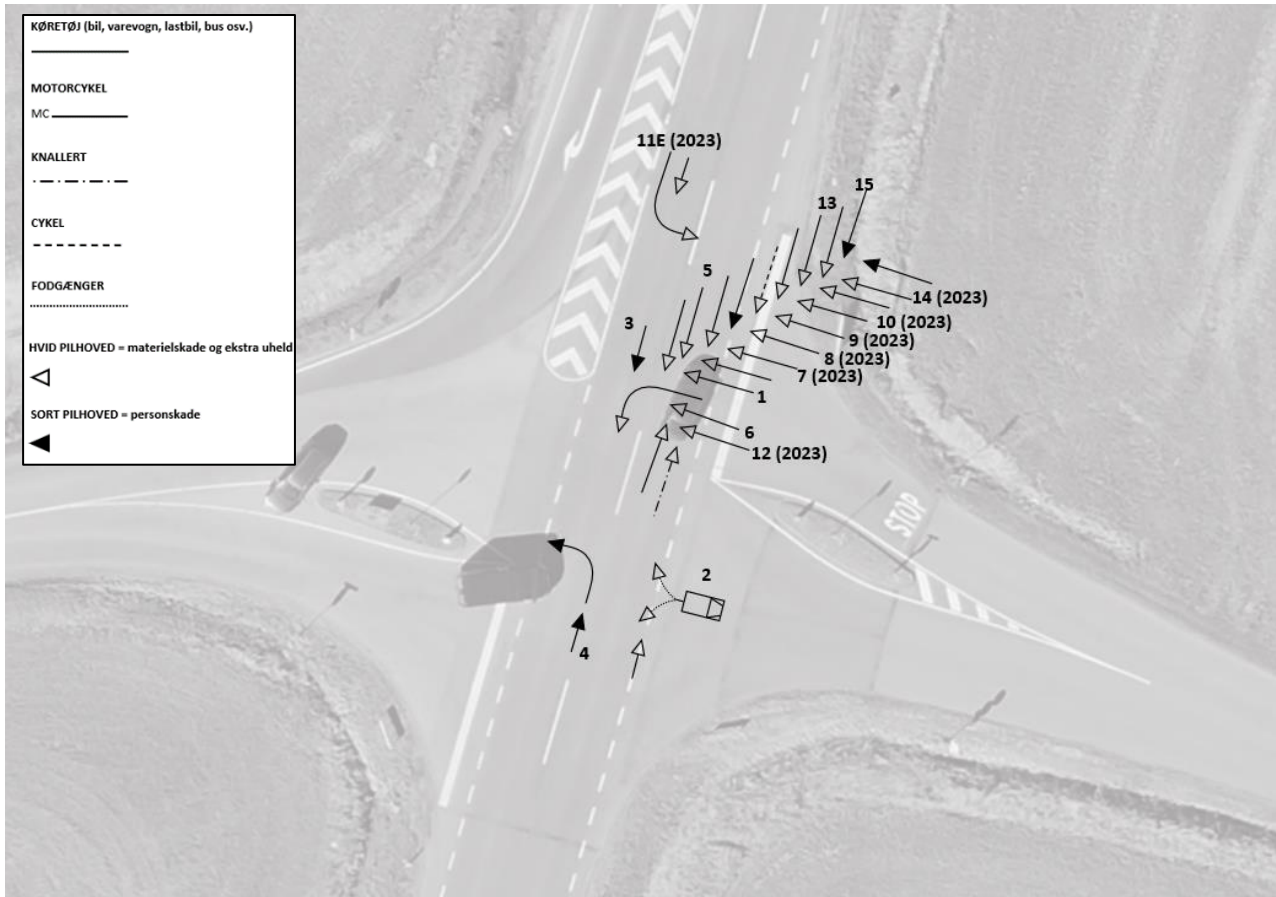 KØRETØJ (bil, varevogn, lastbil, bus osv.)
MOTORCYKEL
MC
KNALLERT
CYKEL
FODGÆNGER
HVID PILHOVED = materielskade og ekstra uheld
SORT PILHOVED = personskade
11E (2023)
15
13
5
14 (2023)
3
10 (2023)
9 (2023)
8 (2023)
7 (2023)
1
6
12 (2023)
STOP
2
4